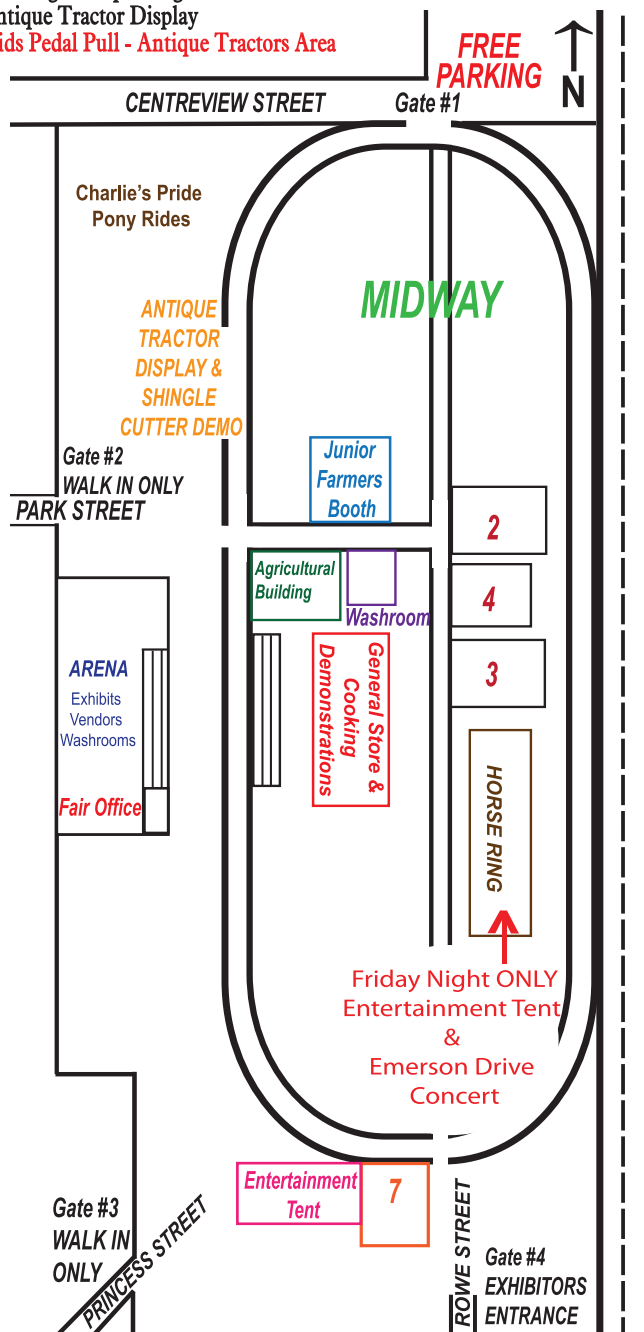 Antique Tractor Display
Kids Pedal Pull - Antique Tractors Area
FREE
PARKING
N
CENTREVIEW STREET
Gate #1
Charlie's Pride
Pony Rides
MIDWAY
ANTIQUE
TRACTOR
DISPLAY &
SHINGLE
CUTTER DEMO
Gate #2
WALK IN ONLY
PARK STREET
Junior
Farmers
Booth
2
Agricultural
Building
Washroom
4
3
General Store &
Cooking
Demonstrations
ARENA
Exhibits
Vendors
Washrooms
Fair Office
HORSE RING
Friday Night ONLY
Entertainment Tent
&
Emerson Drive
Concert
Entertainment
Tent
7
Gate #3
WALK IN
ONLY
PRINCESS STREET
ROWE STREET
Gate #4
EXHIBITORS
ENTRANCE